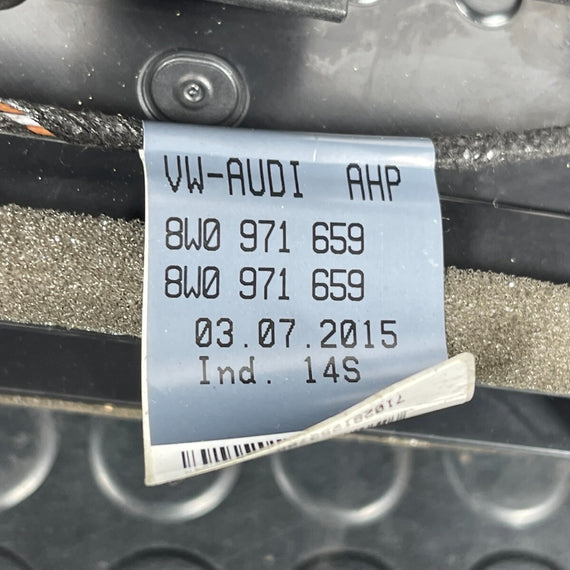 VW-AUDI AHP
8W0 971 659
8W0 971 659
03.07.2015
Ind. 14S